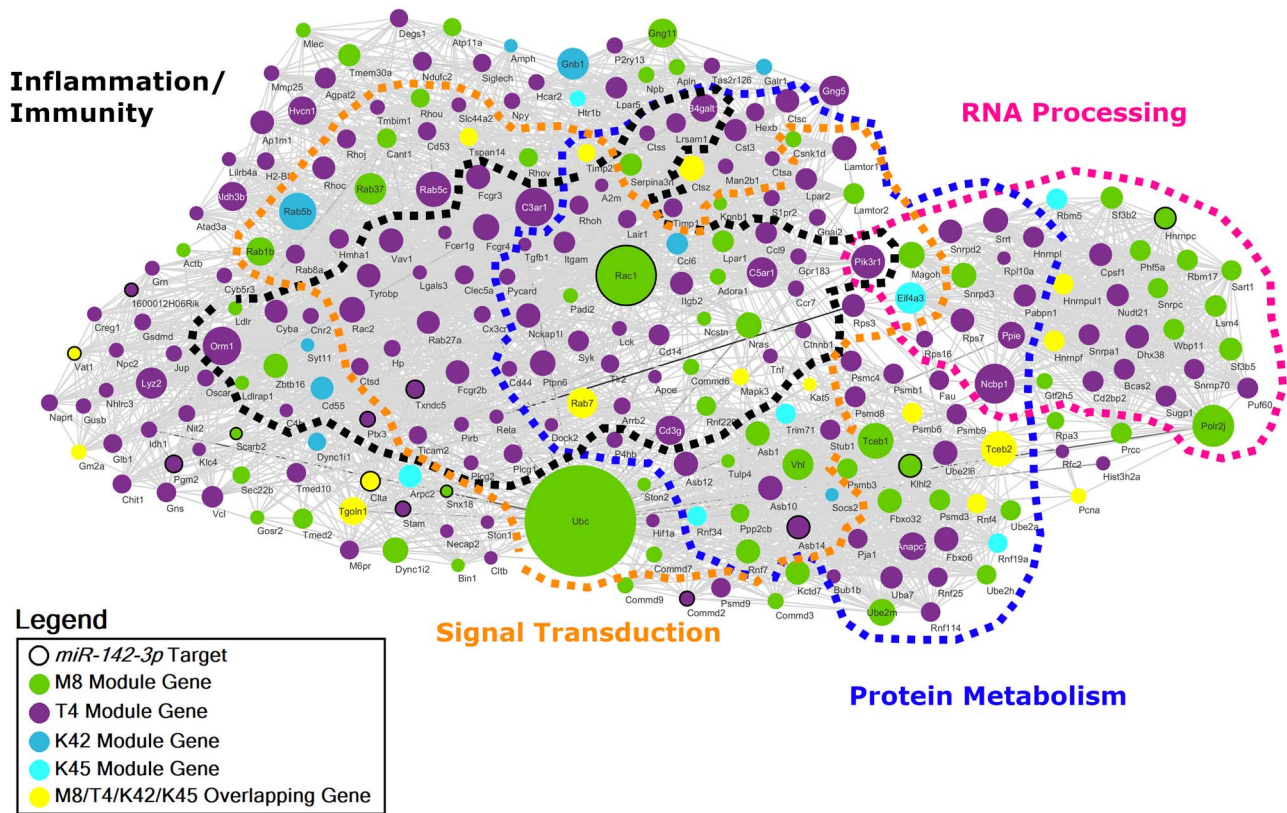 Inflammation/
Immunity
RNA Processing
Signal Transduction
Protein Metabolism
Mlec
Degs1
Atp11a
Amph
Gnb1
P2ry13
Gng11
Tas2r126
Galr1
Tmem30a
Ndufc2
Siglech
Hcar2
Htr1b
Lpar5
Npb
Apln
B4galt1
Ctsc
Gng5
Mmp25
Agpat2
Hvcn1
Tmbim1
Rhou
Slc44a2
Npy
Ctss
Lrsam1
Cst3
Hexb
Csnk1d
Ap1m1
Rhoj
Cant1
Cd53
Tspan14
Rhov
Timp2
Serpina3n
Ctsz
Man2b1
Ctsa
Lamtor1
Lilrb4a
Rhoc
Rab37
Rab5c
Fcgr3
A2m
Lpar2
Lamtor2
Aldh3b1
Rab5b
C3ar1
Rhoh
Timp1
Kpnb1
S1pr2
Gnai2
Rbm5
Sf3b2
Hnrnpc
Atad3a
Rab1b
Hmha1
Vav1
Fcer1g
Fcgr4
Tgfb1
Itgam
Lair1
Ccl6
Lpar1
Ccl9
Pik3r1
Magoh
Snrpd2
Srrt
Hnrnpl
Actb
Rab8a
Cyb5r3
Tyrobp
Lgals3
Clec5a
Pycard
Rac1
Adora1
C5ar1
Gpr183
Rpl10a
Cpsf1
Phf5a
Rbm17
Sart1
Grn
1600012H06Rik
Ldlr
Cyba
Cnr2
Rac2
Rab27a
Cx3cr1
Nckap1l
Padi2
Itgb2
Ccr7
Eif4a3
Snrpd3
Hnrnpul1
Pabpn1
Nudt21
Snrpc
Lsm4
Creg1
Gsdmd
Orm1
Syt11
Hp
Syk
Lck
Cd14
Ncstn
Nras
Ctnnb1
Rps3
Rps16
Rps7
Ppie
Hnrnpf
Snrpa1
Dhx38
Wbp11
Sf3b5
Vat1
Npc2
Jup
Lyz2
Oscar
Zbtb16
Ctsd
Fcgr2b
Cd44
Ptpn6
Tlr2
Apoe
Commd6
Mapk3
Tnf
Kat5
Psmc4
Psmb1
Fau
Ncbp1
Bcas2
Cd2bp2
Snrnp70
Sugp1
Puf60
Naprt
Gusb
Nhlrc3
Ldlrap1
Cd55
Txndc5
Rab7
Arrb2
Rnf220
Trim71
Psmd8
Psmb6
Psmb9
Gtf2h5
Rpa3
Polr2j
Idh1
Nit2
Scarb2
C4b
Dync1i1
Ptx3
Ticam2
Pirb
Dock2
P4hb
Cd3g
Asb1
Stub1
Tceb1
Tceb2
Rfc2
Prcc
Gm2a
Glb1
Klc4
Pgm2
Clta
Arpc2
Plcg2
Plcg1
Asb12
Tulp4
Vhl
Psmb3
Klhl2
Ube2l6
Hist3h2a
Pcna
Chit1
Gns
Vcl
Sec22b
Tmed10
Tgoln1
Stam
Snx18
Rela
Ubc
Ston2
Asb10
Socs2
Fbxo32
Psmd3
Rnf4
Ube2a
Gosr2
Tmed2
Necap2
Ston1
Hif1a
Rnf34
Ppp2cb
Asb14
Pja1
Anapc7
Fbxo6
Rnf19a
M6pr
Dync1i2
Bin1
Cltb
Commd7
Rnf7
Kctd7
Bub1b
Uba7
Rnf25
Ube2h
Commd9
Commd2
Psmd9
Commd3
Ube2m
Rnf114
Legend
miR-142-3p Target
M8 Module Gene
T4 Module Gene
K42 Module Gene
K45 Module Gene
M8/T4/K42/K45 Overlapping Gene